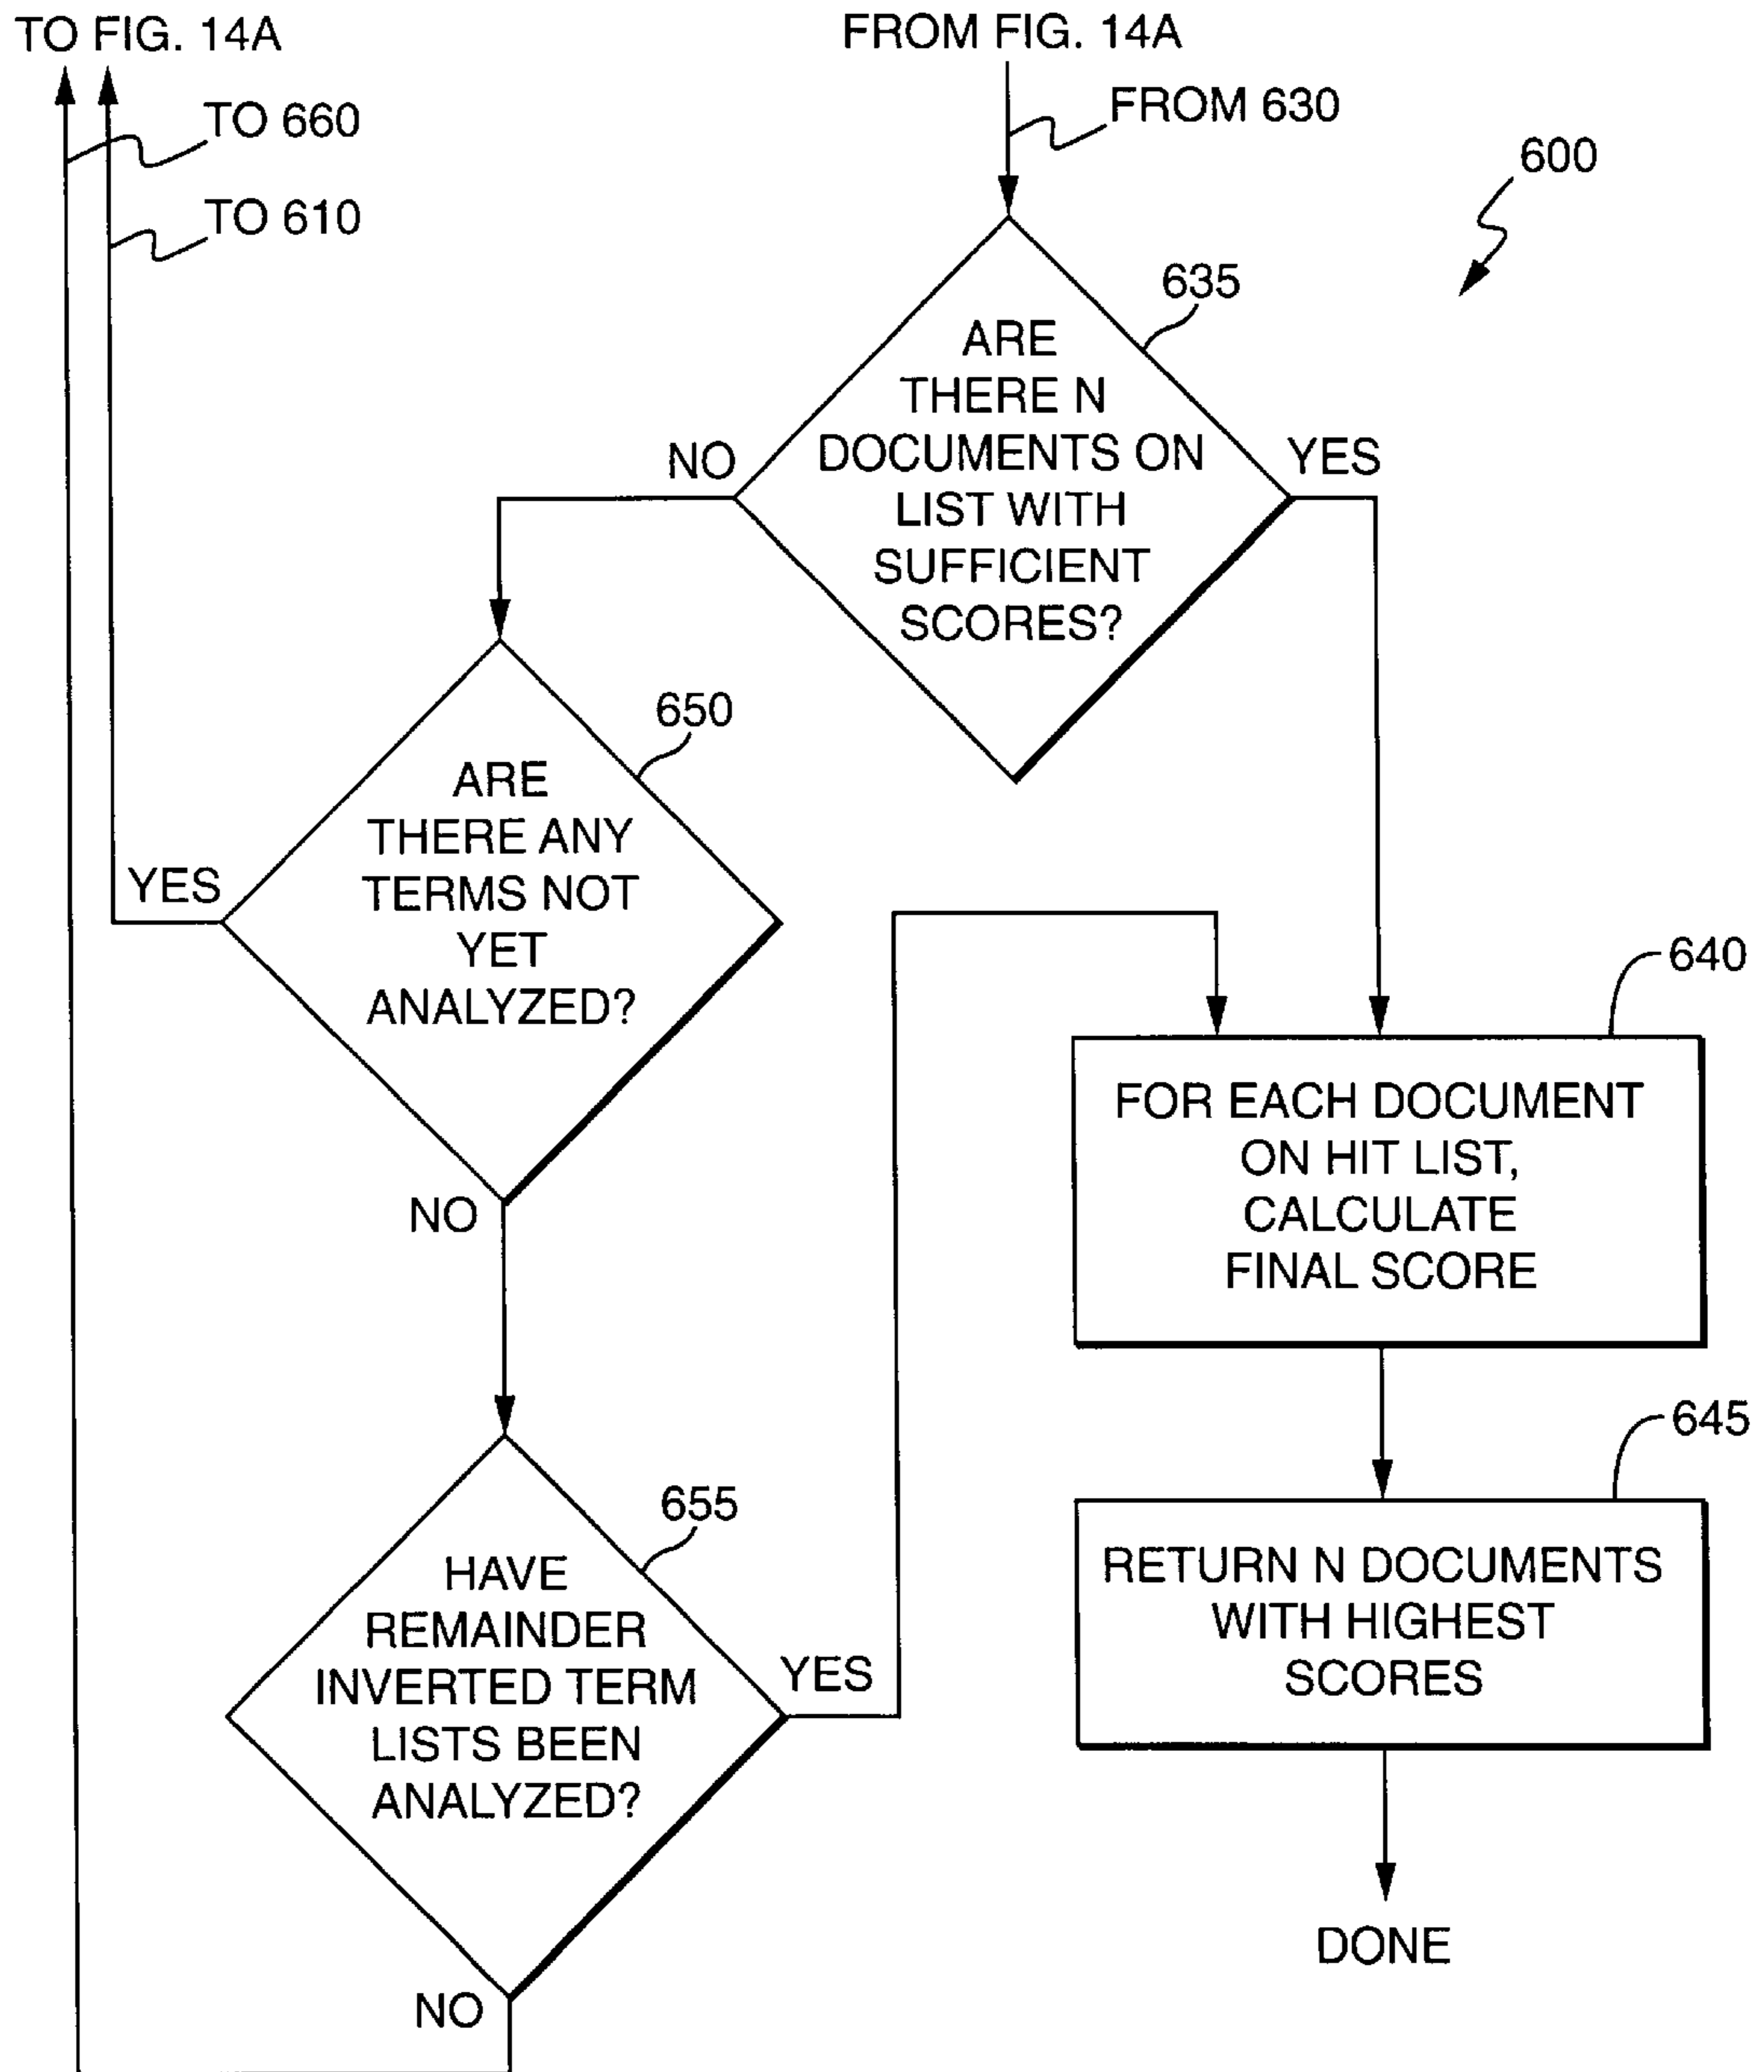 TO FIG. 14A
FROM FIG. 14A
TO 660
FROM 630
600
TO 610
635
ARE
THERE N
DOCUMENTS ON
LIST WITH
SUFFICIENT
SCORES?
NO
YES
650
ARE
THERE ANY
TERMS NOT
YET
ANALYZED?
YES
NO
640
FOR EACH DOCUMENT
ON HIT LIST,
CALCULATE
FINAL SCORE
655
HAVE
REMAINDER
INVERTED TERM
LISTS BEEN
ANALYZED?
YES
NO
645
RETURN N DOCUMENTS
WITH HIGHEST
SCORES
DONE